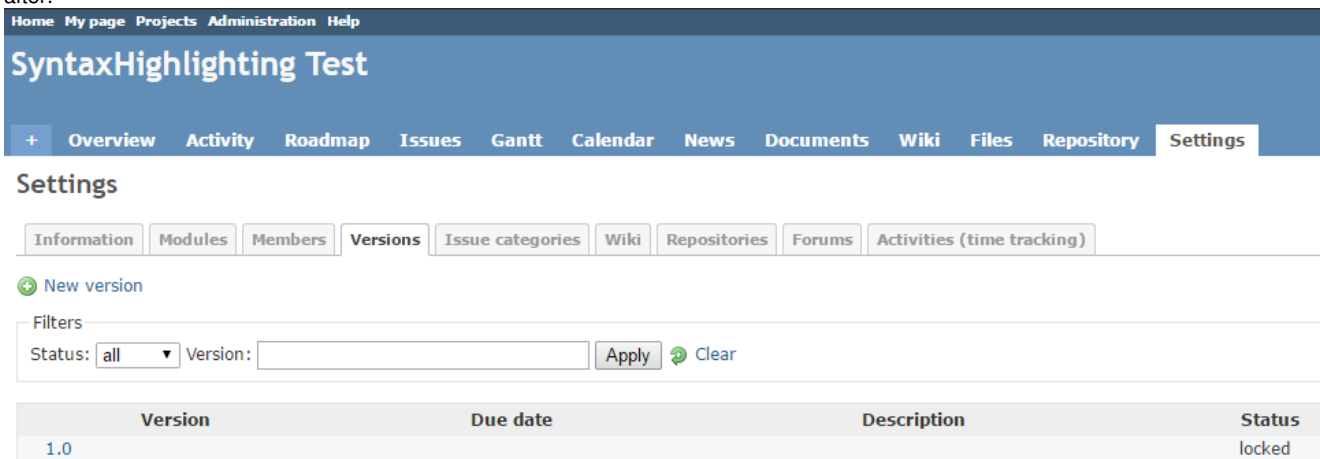 after:
Home My page Projects Administration Help
SyntaxHighlighting Test
+ Overview Activity Roadmap Issues Gantt Calendar News Documents Wiki Files Repository Settings
Settings
Information Modules Members Versions Issue categories Wiki Repositories Forums Activities (time tracking)
New version
Filters
Status: all Version: Apply Clear
Version Due date Description Status
1.0 locked